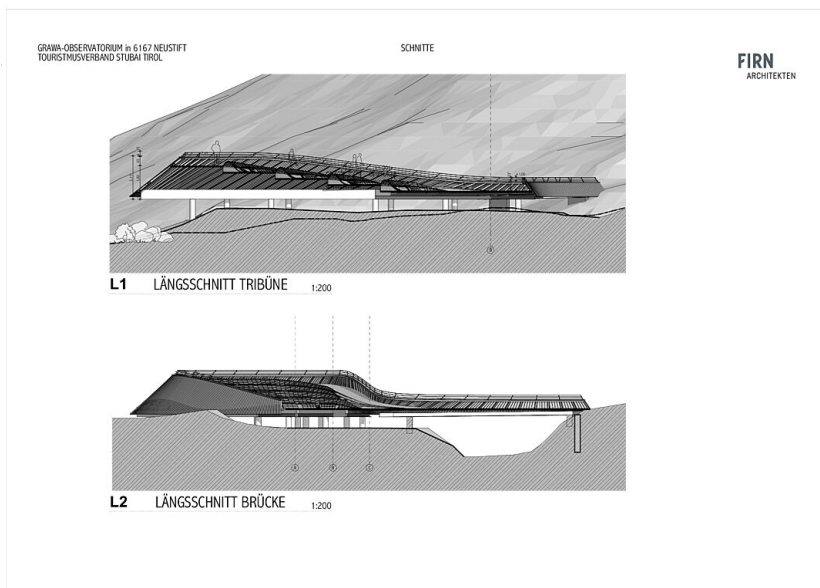 GRAWA-OBSERVATORIUM in 6167 NEUSTIFT
TOURISTMUSVERBAND STUBAI TIROL
SCHNITTE
FIRN
ARCHITEKTEN
L1 LÄNGSSCHNITT TRIBÜNE 1:200
L2 LÄNGSSCHNITT BRÜCKE 1:200